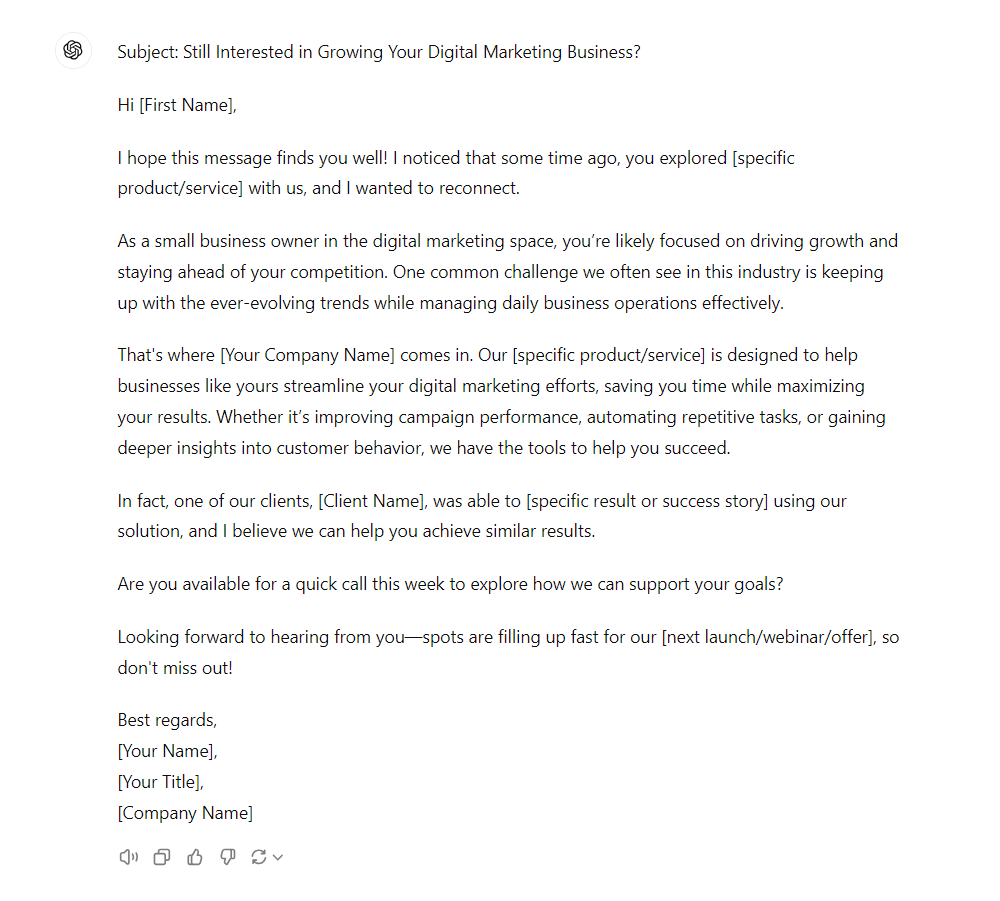 Subject: Still Interested in Growing Your Digital Marketing Business?
Hi [First Name],
I hope this message finds you well! I noticed that some time ago, you explored [specific
product/service] with us, and I wanted to reconnect.
As a small business owner in the digital marketing space, you’re likely focused on driving growth and
staying ahead of your competition. One common challenge we often see in this industry is keeping
up with the ever-evolving trends while managing daily business operations effectively.
That's where [Your Company Name] comes in. Our [specific product/service] is designed to help
businesses like yours streamline your digital marketing efforts, saving you time while maximizing
your results. Whether it’s improving campaign performance, automating repetitive tasks, or gaining
deeper insights into customer behavior, we have the tools to help you succeed.
In fact, one of our clients, [Client Name], was able to [specific result or success story] using our
solution, and I believe we can help you achieve similar results.
Are you available for a quick call this week to explore how we can support your goals?
Looking forward to hearing from you—spots are filling up fast for our [next launch/webinar/offer], so
don't miss out!
Best regards,
[Your Name],
[Your Title],
[Company Name]